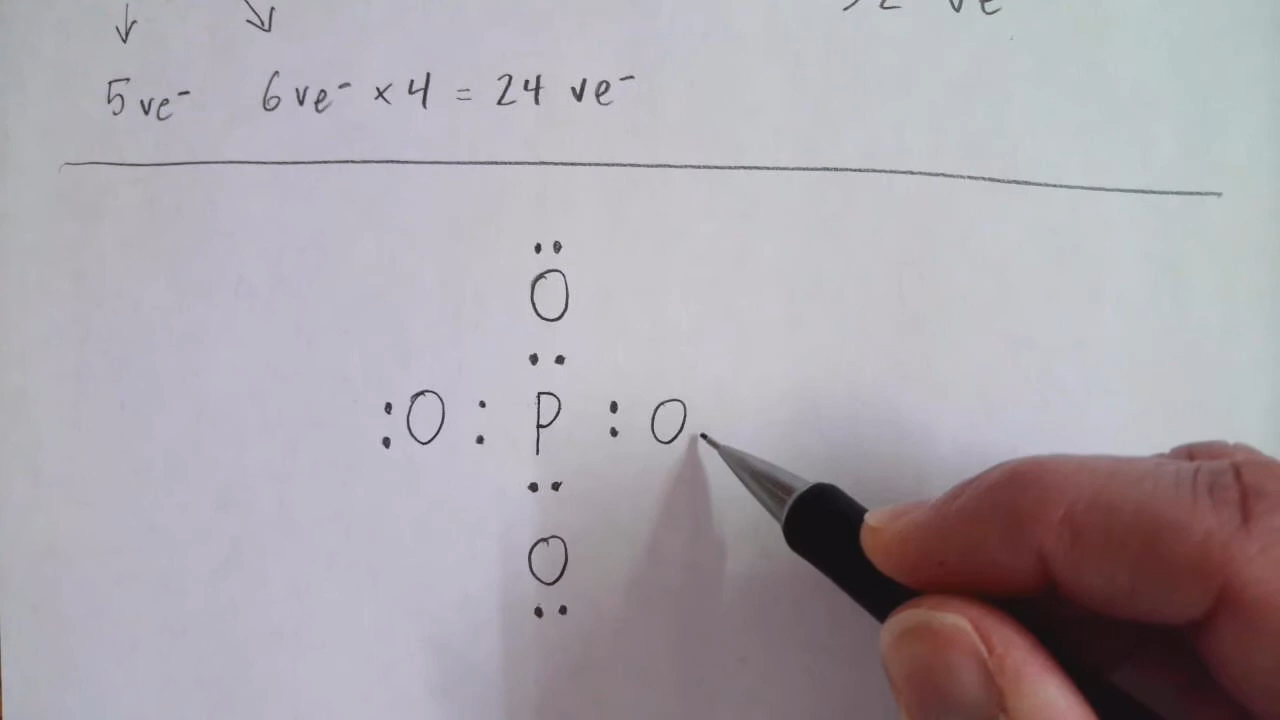 5 ve⁻ 6 ve⁻ × 4 = 24 ve⁻
O
: O : P : O
O